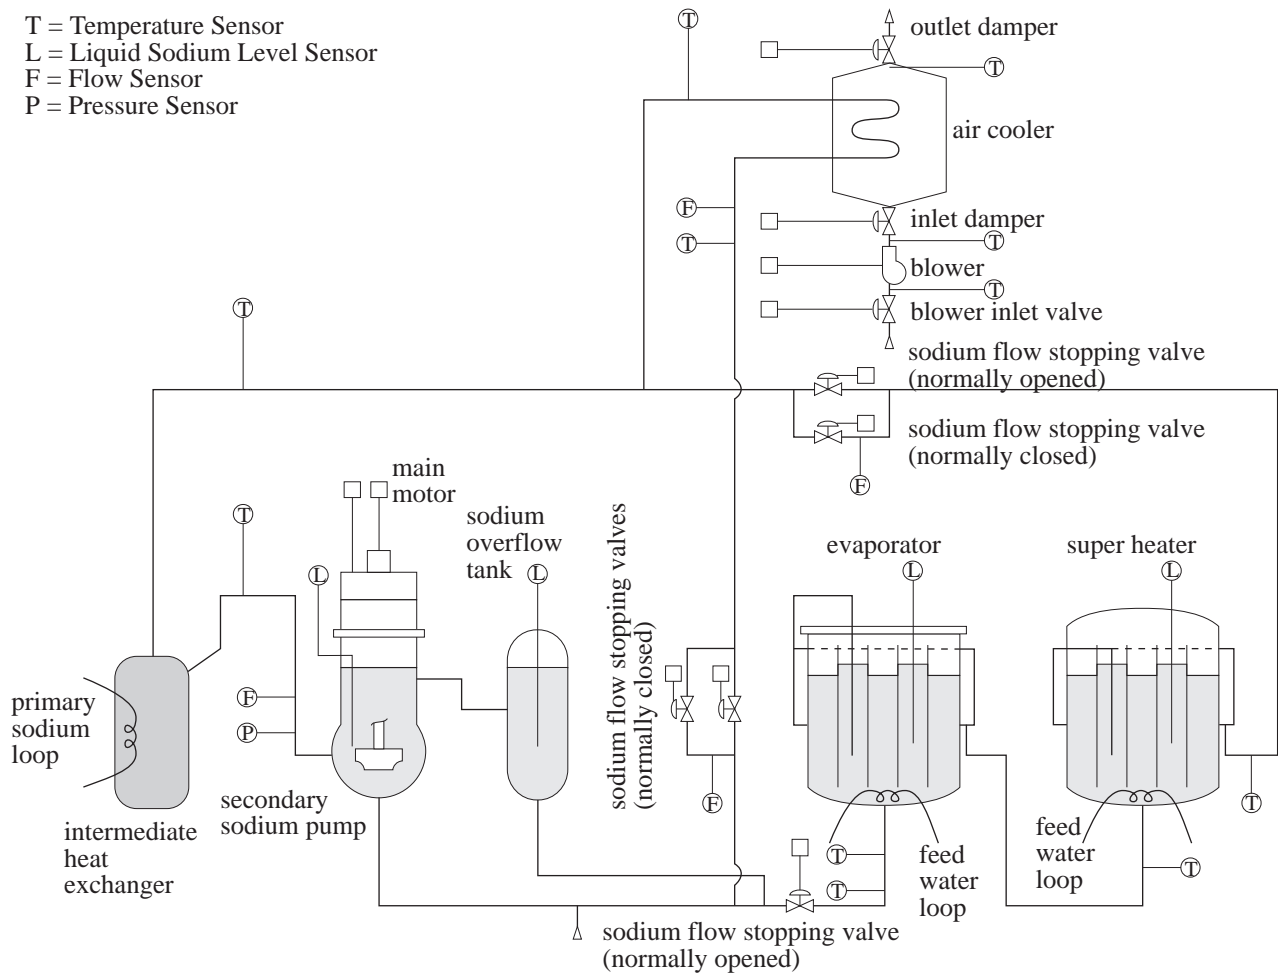 T = Temperature Sensor
L = Liquid Sodium Level Sensor
F = Flow Sensor
P = Pressure Sensor
T
outlet damper
T
air cooler
F
T
inlet damper
T
blower
T
blower inlet valve
T
sodium flow stopping valve
(normally opened)
sodium flow stopping valve
(normally closed)
F
main
motor
T
sodium
overflow
tank
L
L
sodium flow stopping valves
(normally closed)
evaporator
L
super heater
L
primary
sodium
loop
F
P
secondary
sodium pump
intermediate
heat
exchanger
F
T
T
T
feed
water
loop
feed
water
loop
T
sodium flow stopping valve
(normally opened)